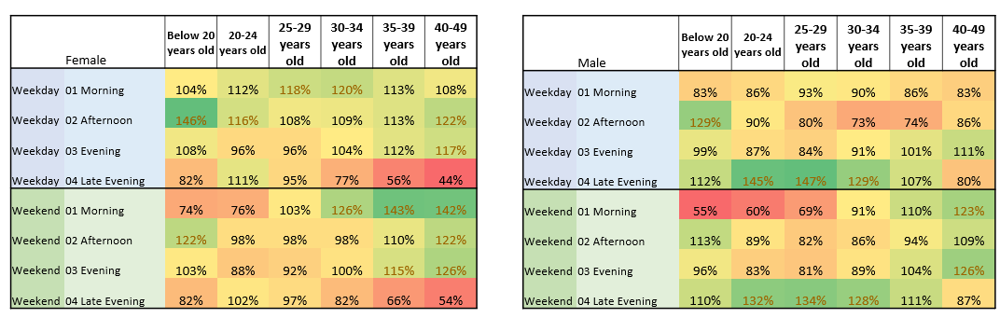 Female Below 20 years old 20-24 years old 25-29 years old 30-34 years old 35-39 years old 40-49 years old
Weekday 01 Morning 104% 112% 118% 120% 113% 108%
Weekday 02 Afternoon 146% 116% 108% 109% 113% 122%
Weekday 03 Evening 108% 96% 96% 104% 112% 117%
Weekday 04 Late Evening 82% 111% 95% 77% 56% 44%
Weekend 01 Morning 74% 76% 103% 126% 143% 142%
Weekend 02 Afternoon 122% 98% 98% 98% 110% 122%
Weekend 03 Evening 103% 88% 92% 100% 115% 126%
Weekend 04 Late Evening 82% 102% 97% 82% 66% 54%
Male Below 20 years old 20-24 years old 25-29 years old 30-34 years old 35-39 years old 40-49 years old
Weekday 01 Morning 83% 86% 93% 90% 86% 83%
Weekday 02 Afternoon 129% 90% 80% 73% 74% 86%
Weekday 03 Evening 99% 87% 84% 91% 101% 111%
Weekday 04 Late Evening 112% 145% 147% 129% 107% 80%
Weekend 01 Morning 55% 60% 69% 91% 110% 123%
Weekend 02 Afternoon 113% 89% 82% 86% 94% 109%
Weekend 03 Evening 96% 83% 81% 89% 104% 126%
Weekend 04 Late Evening 110% 132% 134% 128% 111% 87%